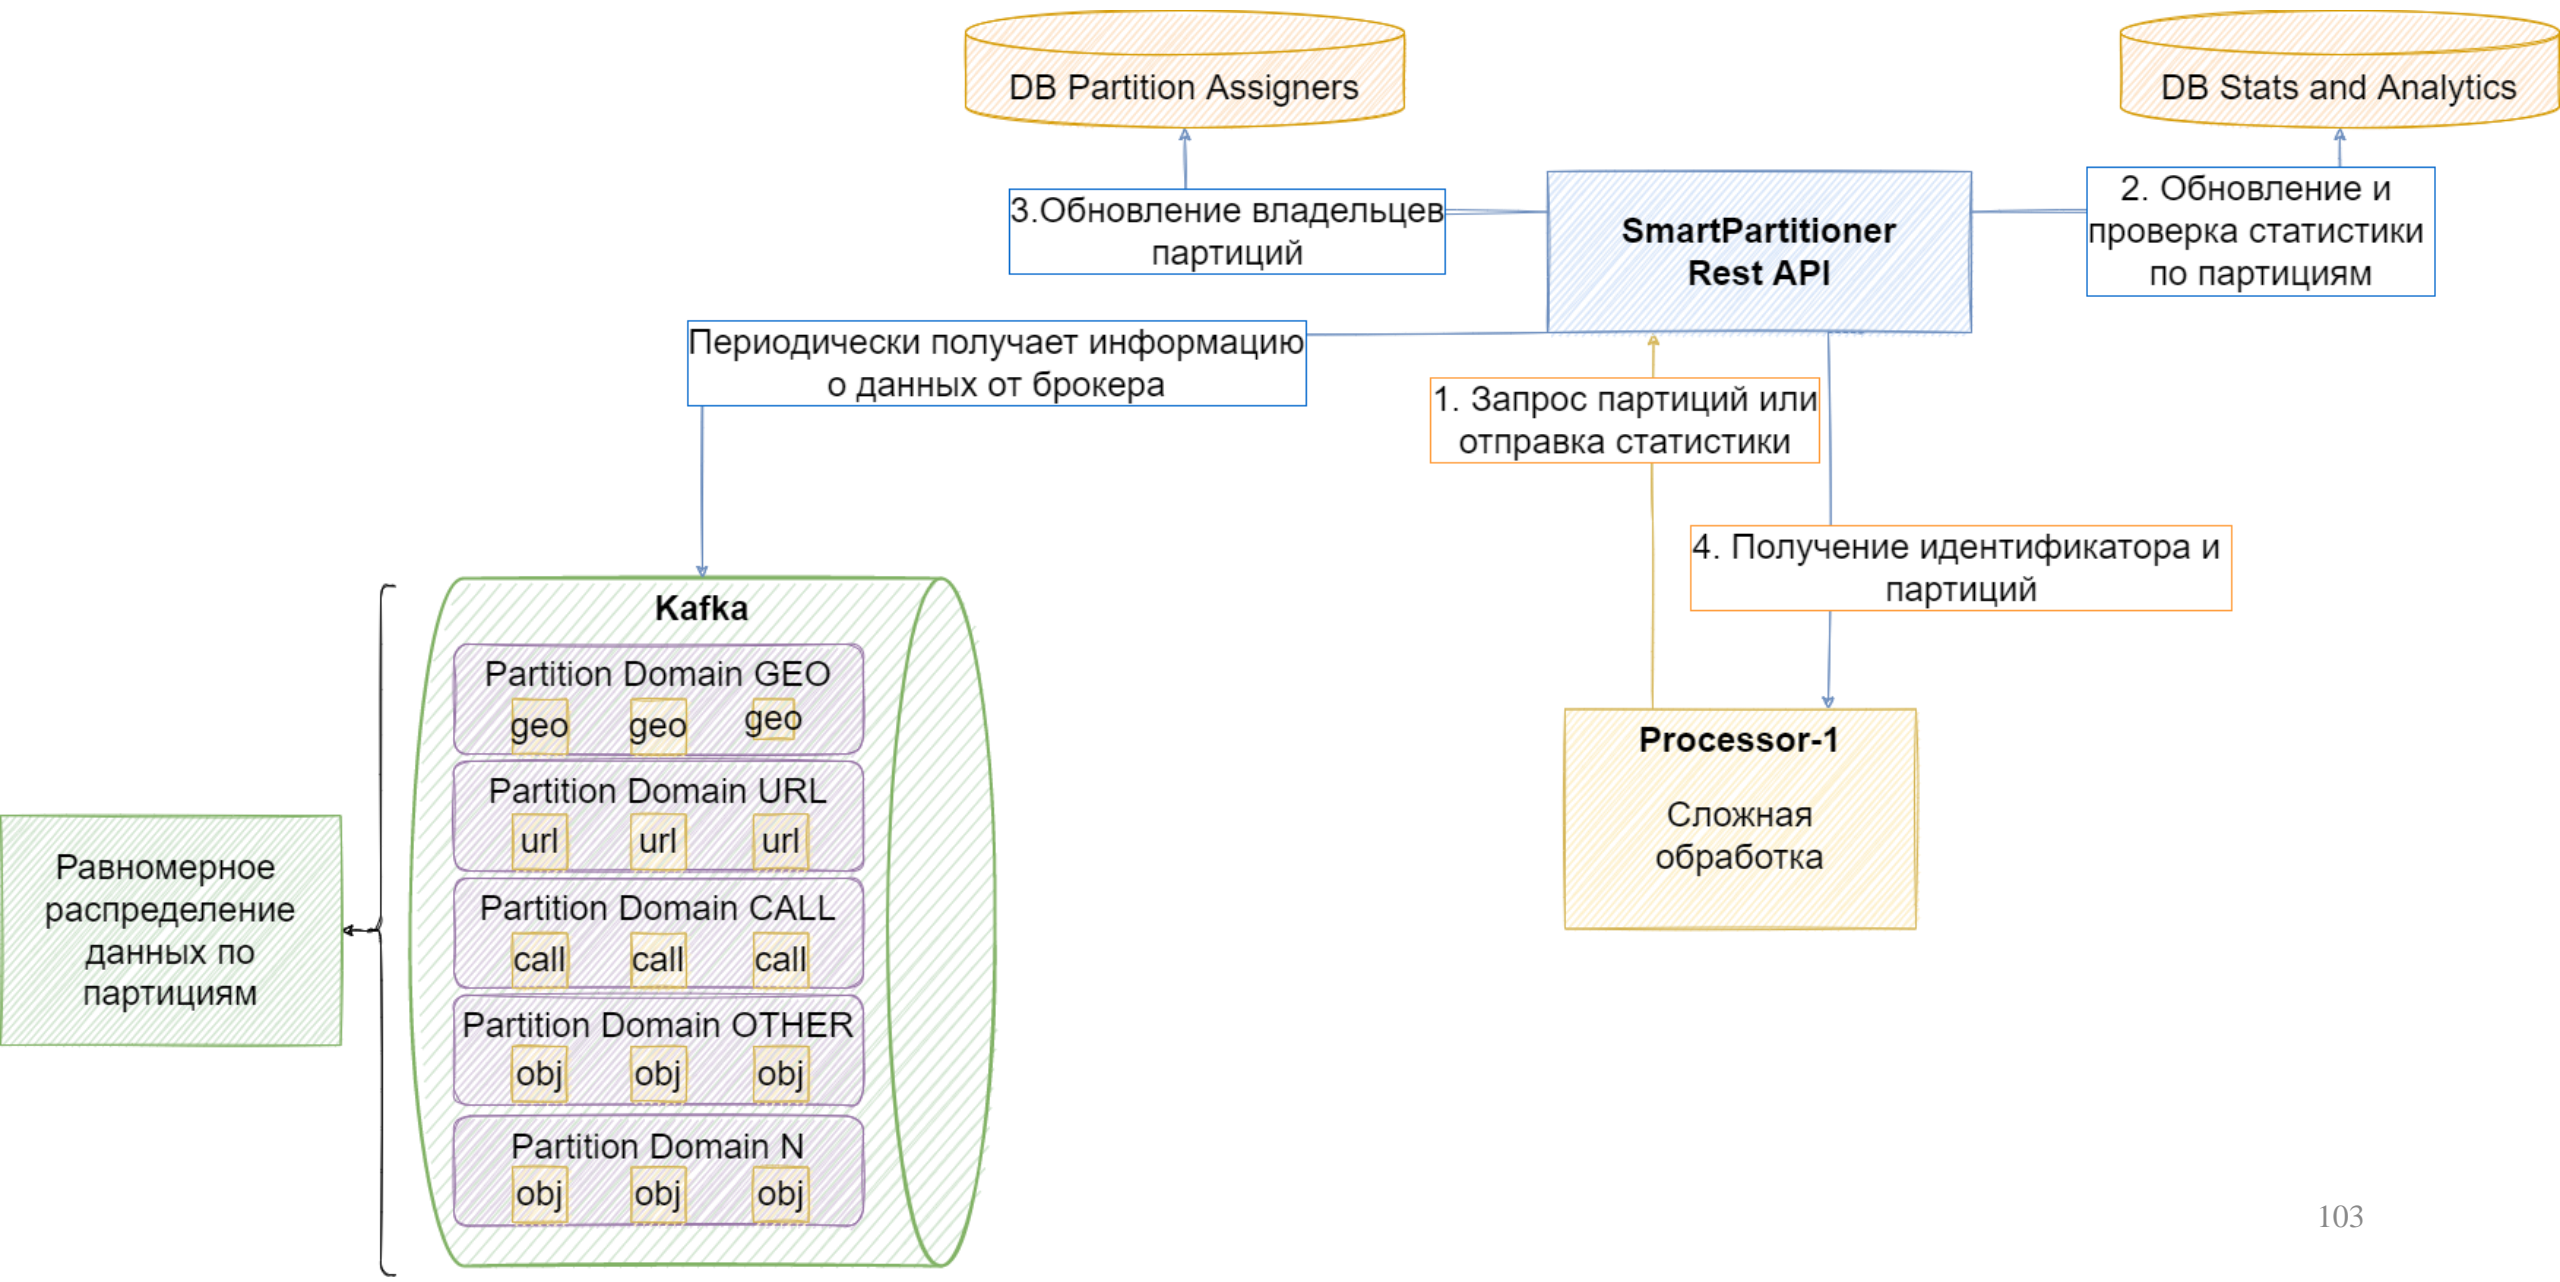 DB Partition Assigners
DB Stats and Analytics
3.Обновление владельцев
партиций
SmartPartitioner
Rest API
2. Обновление и
проверка статистики
по партициям
Периодически получает информацию
о данных от брокера
1. Запрос партиций или
отправка статистики
4. Получение идентификатора и
партиций
Kafka
Partition Domain GEO
geo geo geo
Partition Domain URL
url url url
Partition Domain CALL
call call call
Partition Domain OTHER
obj obj obj
Partition Domain N
obj obj obj
Равномерное
распределение
данных по
партициям
Processor-1
Сложная
обработка
103